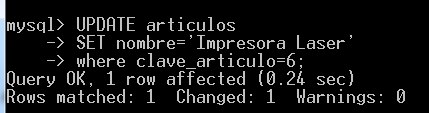 mysql> UPDATE articulos
    -> SET nombre='Impresora Laser'
    -> where clave_articulo=6;
Query OK, 1 row affected (0.24 sec)
Rows matched: 1  Changed: 1  Warnings: 0